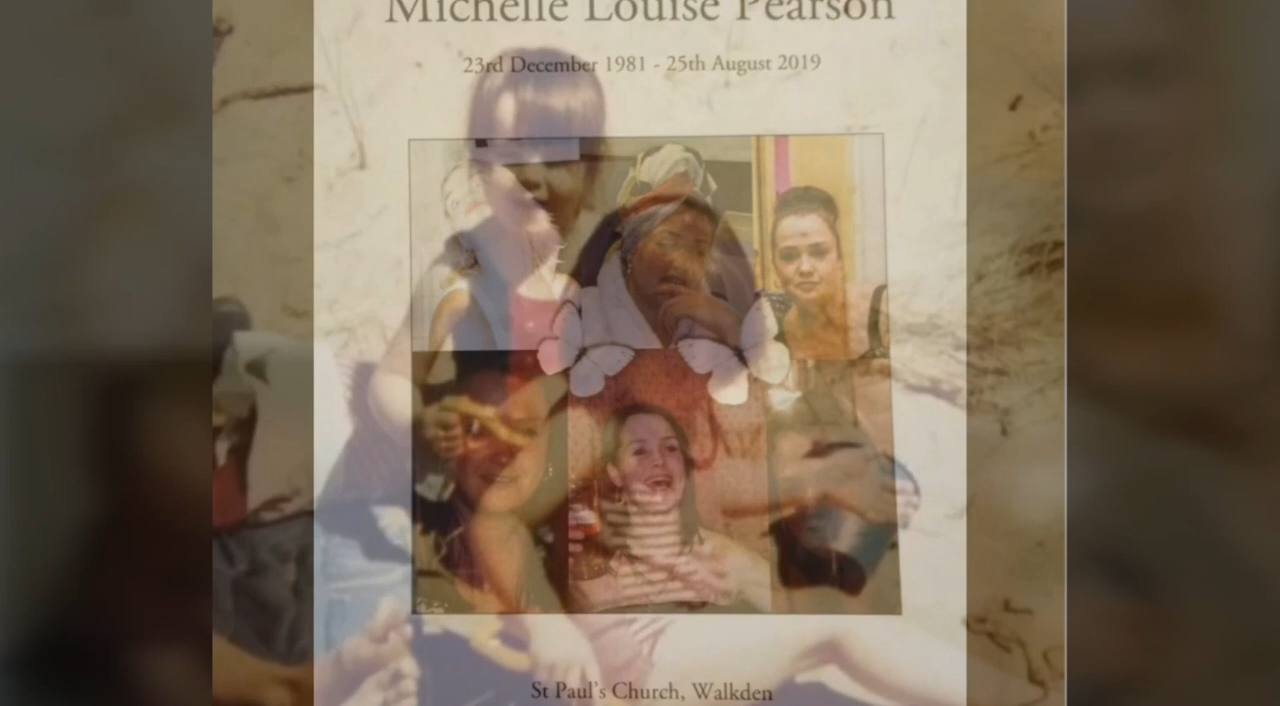 Michelle Louise Pearson
23rd December 1981 - 25th August 2019
St Paul's Church, Walkden